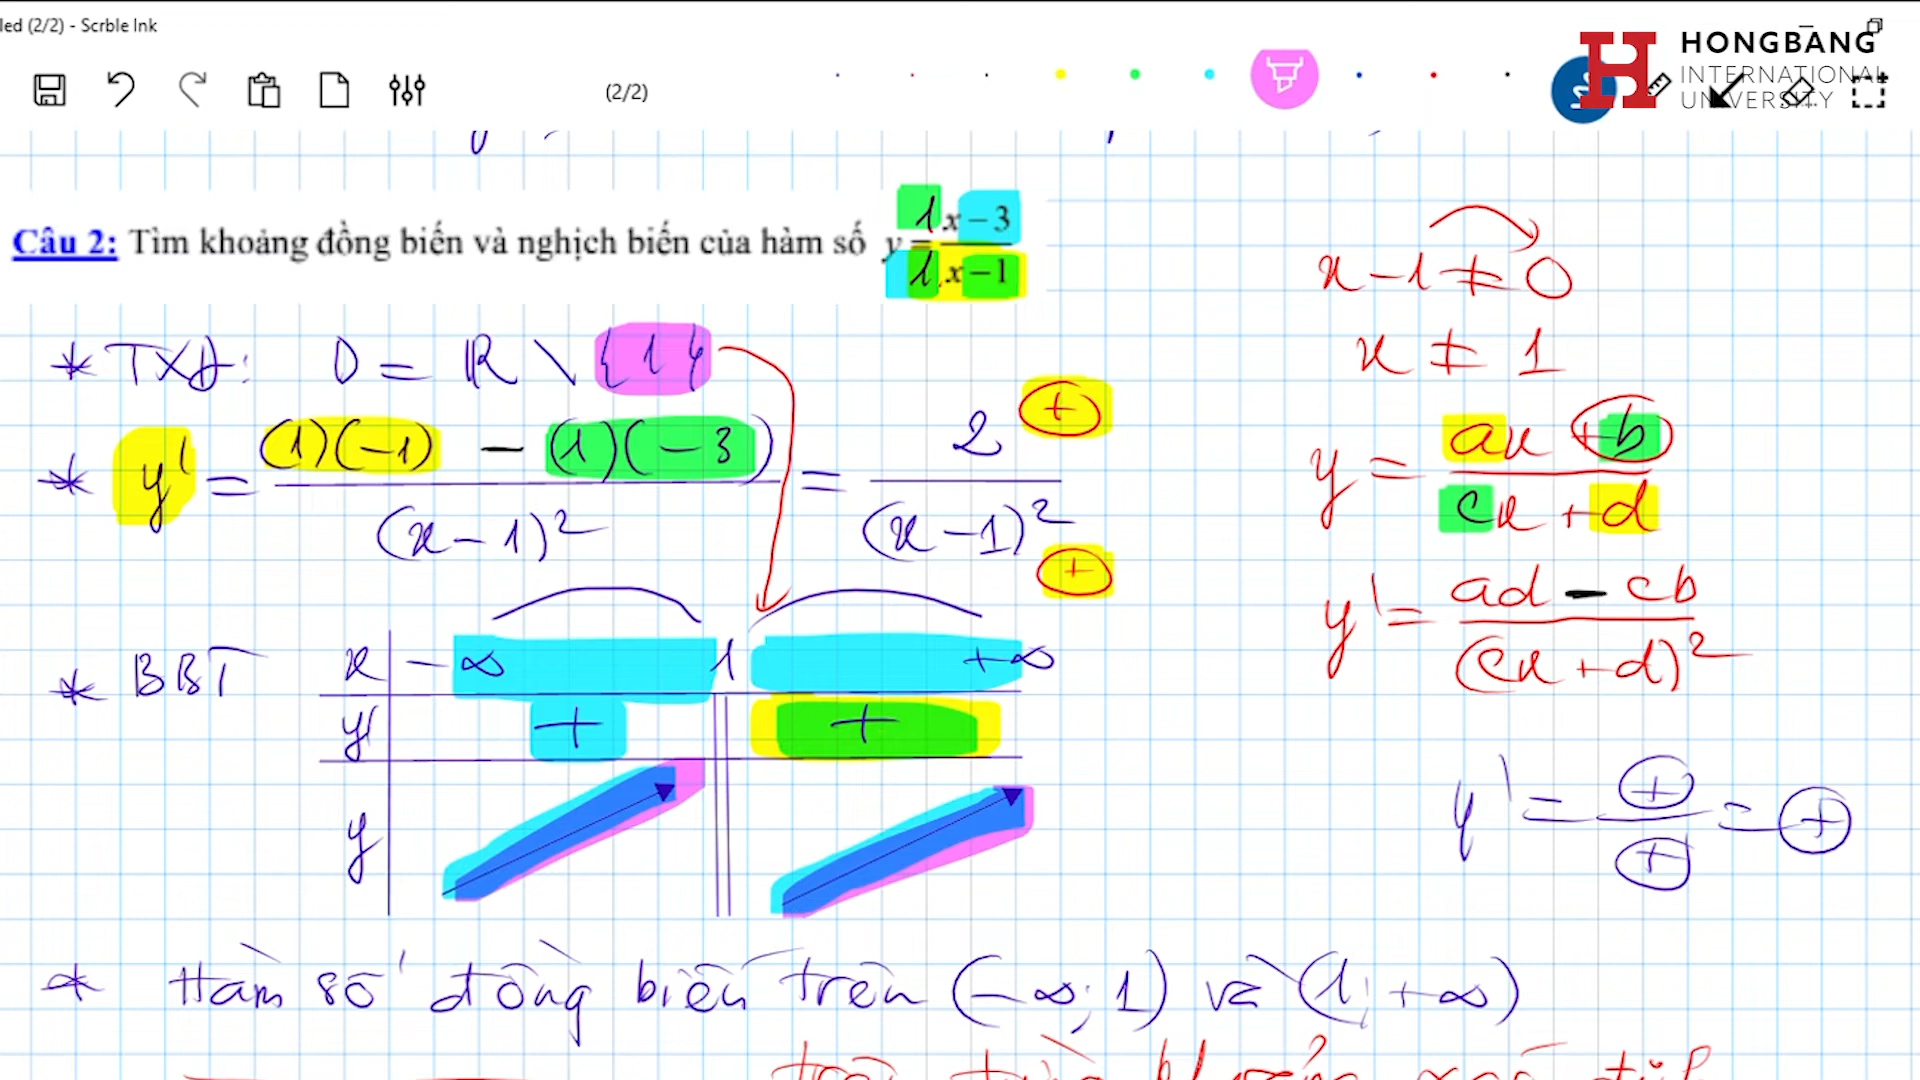 led (2/2) - Scrble Ink
(2/2)
HONGBANG
INTERNATIONAL
UNIVERSITY
Câu 2: Tìm khoảng đồng biến và nghịch biến của hàm số y = (1x - 3)/(1.x - 1)
x - 1 ≠ 0
x ≠ 1
* TXĐ: D = R \ {1}
* y' = ((1)(-1) - (1)(-3))/(x-1)² = 2/(x-1)²
+
+
y = (ax + b)/(cx + d)
y' = (ad - cb)/(cx + d)²
* BBT
x -∞ 1 +∞
y' + +
y
y' = +/+ = +
* Hàm số đồng biến trên (-∞; 1) và (1; +∞)